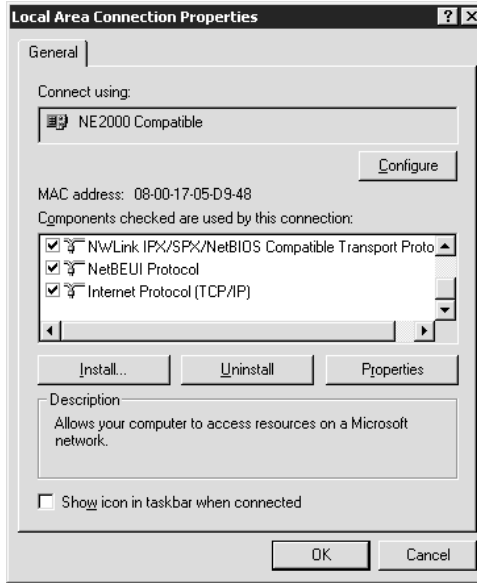 Local Area Connection Properties
General
Connect using:
NE2000 Compatible
Configure
MAC address: 08-00-17-05-D9-48
Components checked are used by this connection:
NWLink IPX/SPX/NetBIOS Compatible Transport Proto
NetBEUI Protocol
Internet Protocol (TCP/IP)
Install... Uninstall Properties
Description
Allows your computer to access resources on a Microsoft
network.
Show icon in taskbar when connected
OK Cancel